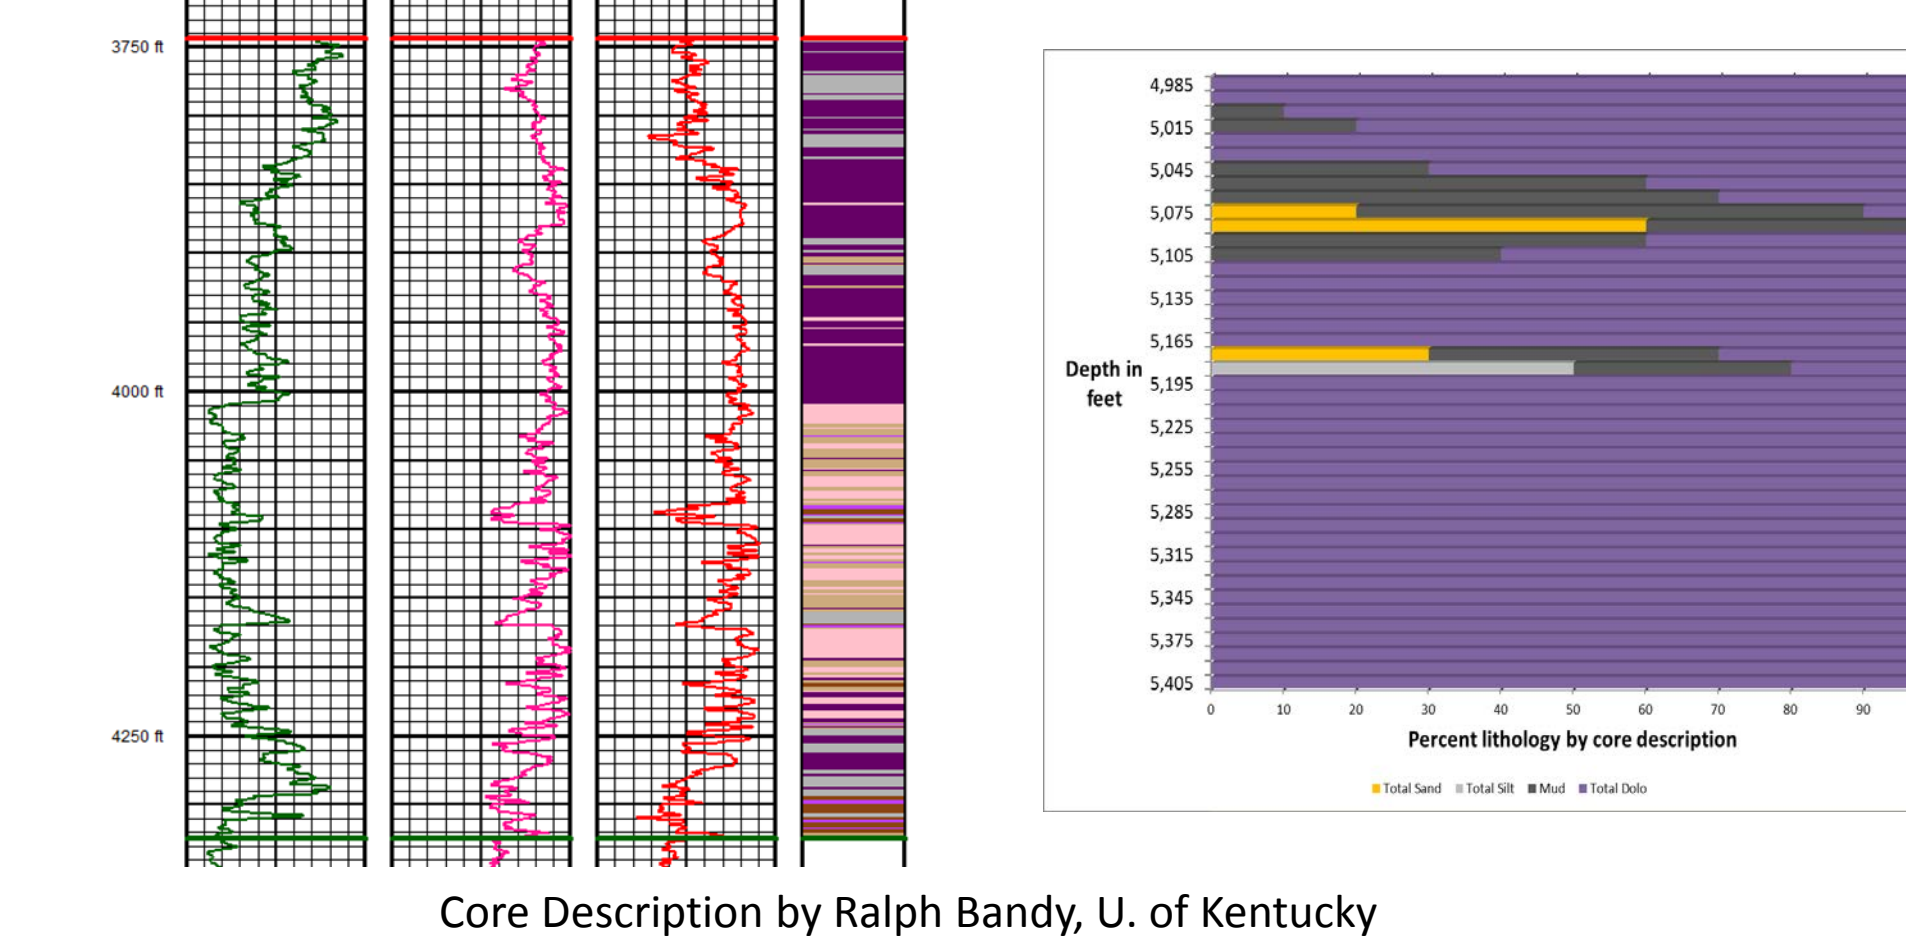 3750 ft
4000 ft
4250 ft
4,985
5,015
5,045
5,075
5,105
5,135
5,165
5,195
5,225
5,255
5,285
5,315
5,345
5,375
5,405
Depth in
feet
0 10 20 30 40 50 60 70 80 90
Percent lithology by core description
Total Sand Total Silt Mud Total Dolo
Core Description by Ralph Bandy, U. of Kentucky